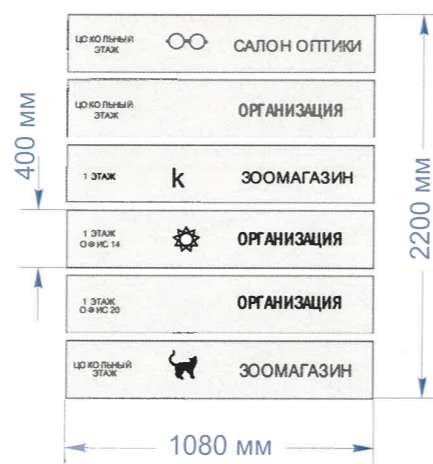 ЦОКОЛЬНЫЙ
ЭТАЖ
САЛОН ОПТИКИ
ЦОКОЛЬНЫЙ
ЭТАЖ
ОРГАНИЗАЦИЯ
400 мм
1 ЭТАЖ
k
ЗООМАГАЗИН
1 ЭТАЖ
ОФИС 14
ОРГАНИЗАЦИЯ
2200 мм
1 ЭТАЖ
ОФИС 20
ОРГАНИЗАЦИЯ
ЦОКОЛЬНЫЙ
ЭТАЖ
ЗООМАГАЗИН
1080 мм